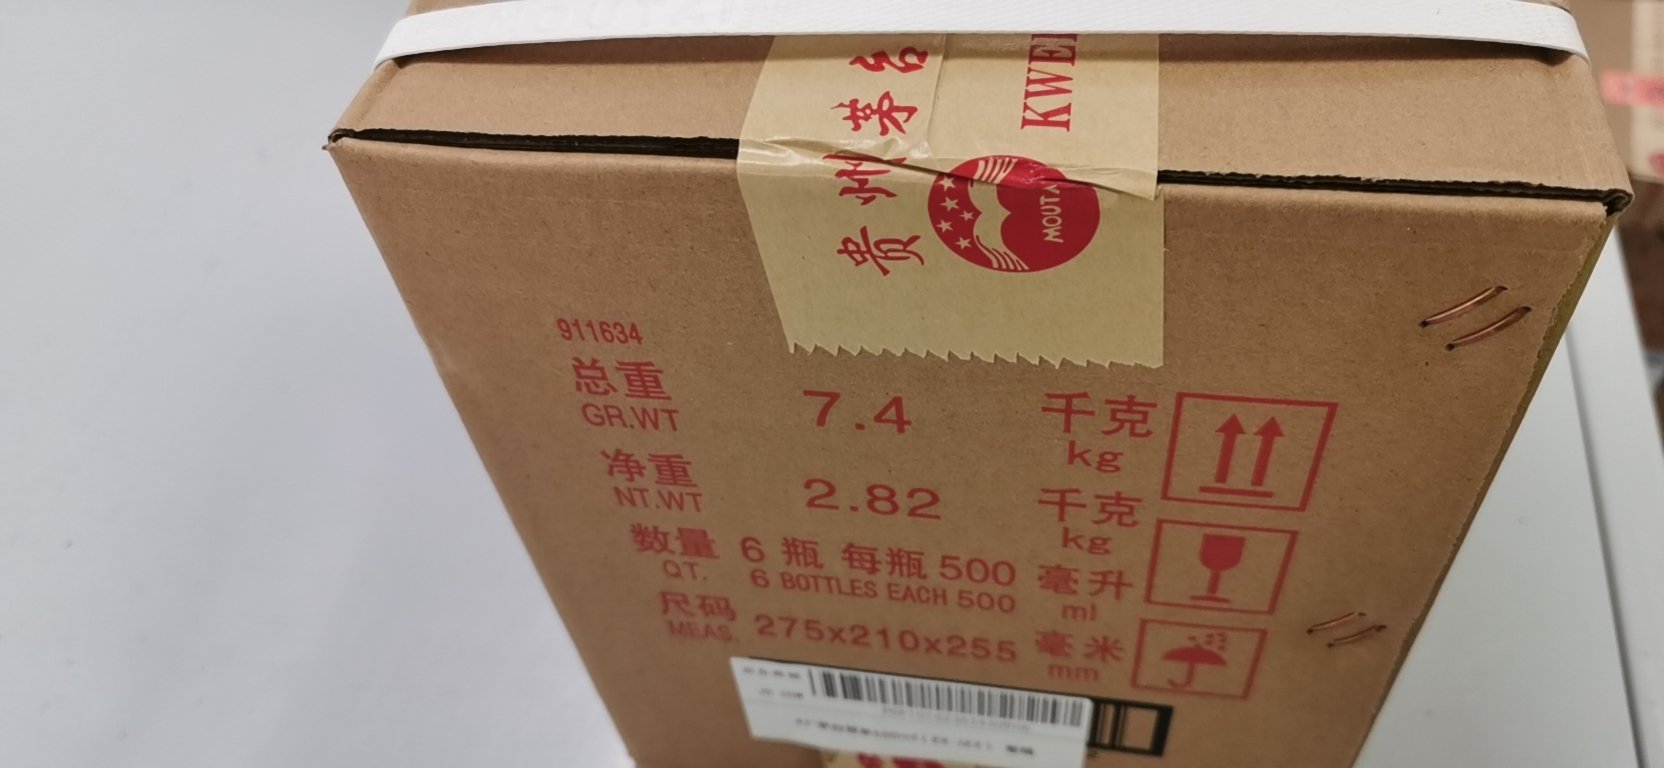 贵州茅台
KWEI
MOUTA
911634
总重 7.4 千克
GR.WT kg
净重 2.82 千克
NT.WT kg
数量 6 瓶 每瓶 500 毫升
QT. 6 BOTTLES EACH 500 ml
尺码 275x210x255 毫米
MEAS. mm